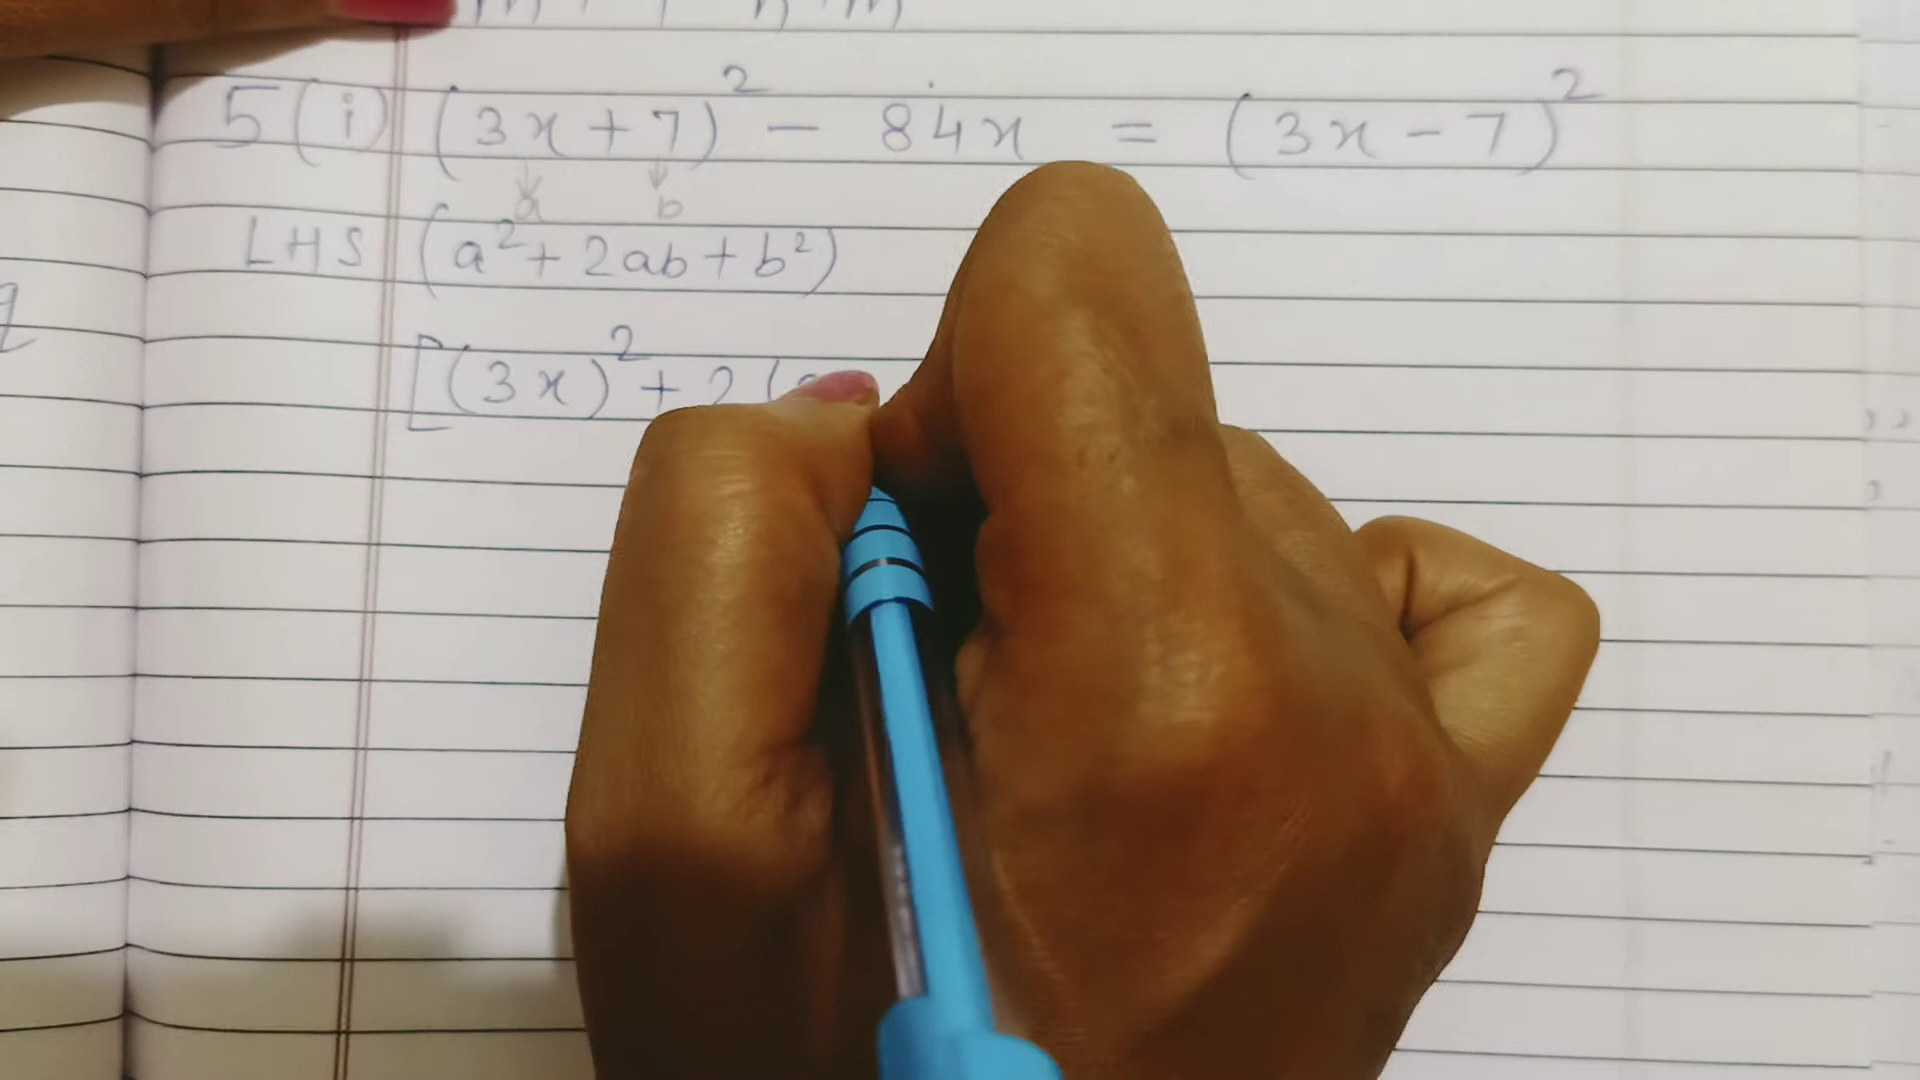 5(i) (3x+7)² - 84x = (3x-7)²
a b
LHS (a²+2ab+b²)
[(3x)²+2(